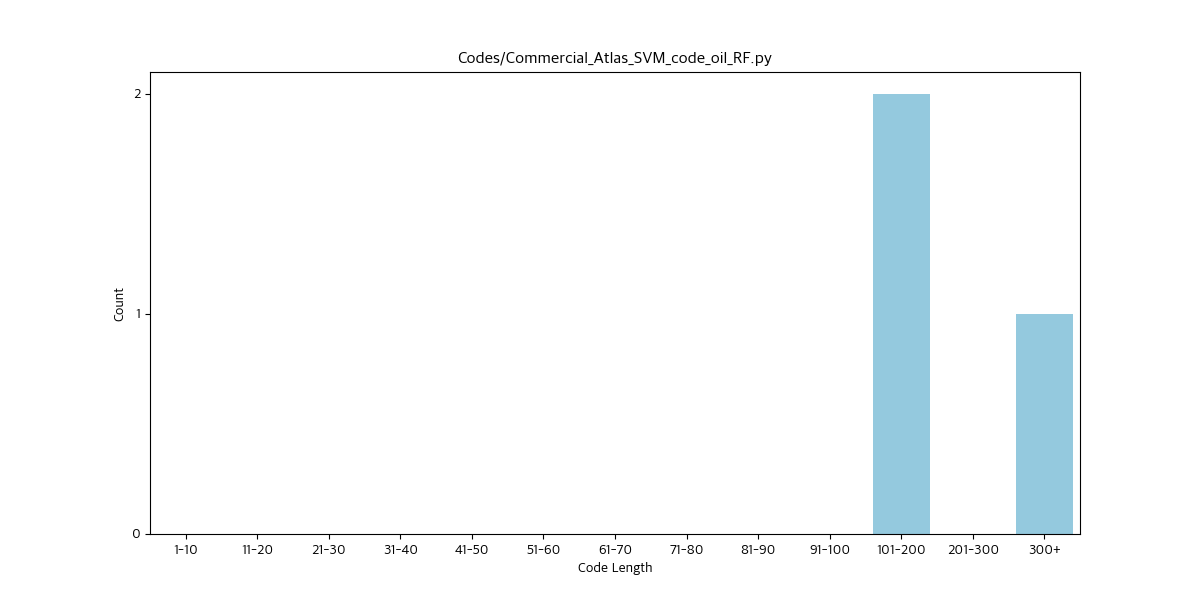 Codes/Commercial_Atlas_SVM_code_oil_RF.py
2
1
0
Count
1-10 11-20 21-30 31-40 41-50 51-60 61-70 71-80 81-90 91-100 101-200 201-300 300+
Code Length